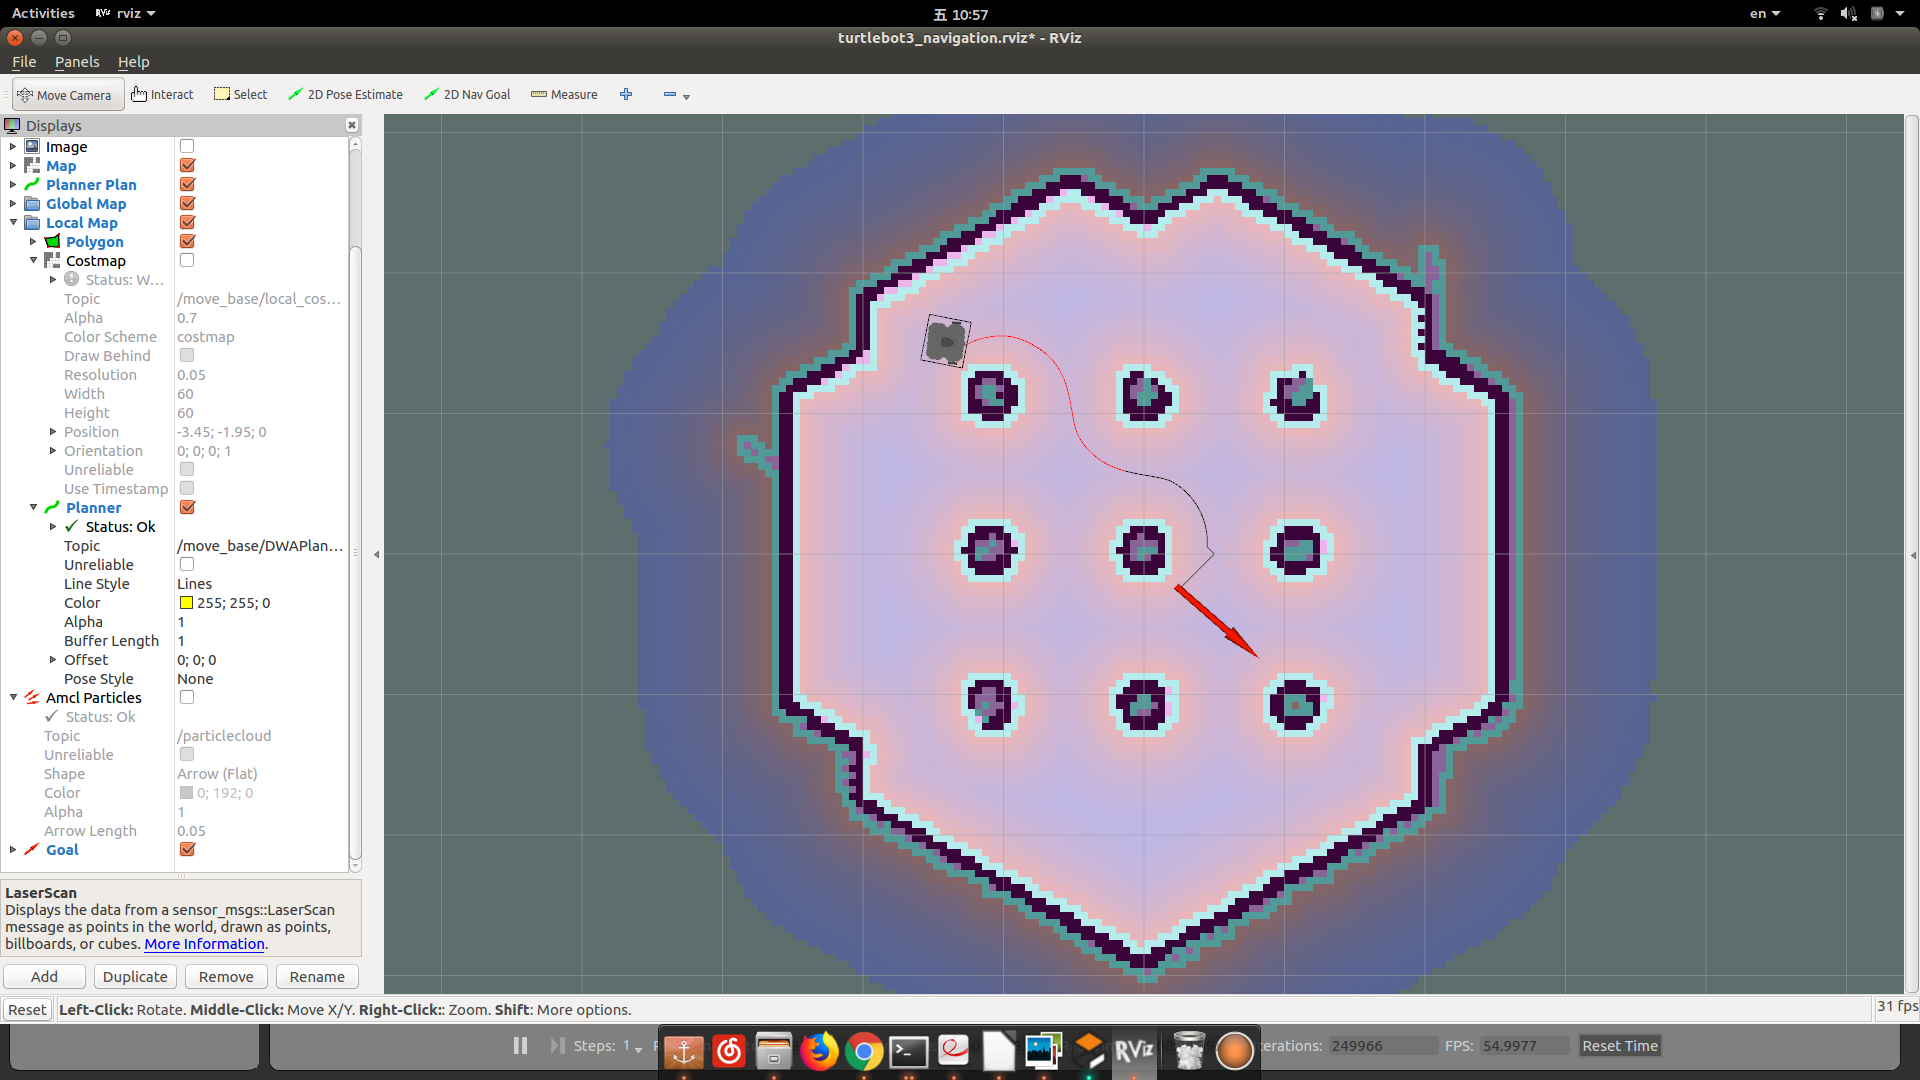 Activities
rviz
五 10:57
en
turtlebot3_navigation.rviz* - RViz
File Panels Help
Move Camera Interact Select 2D Pose Estimate 2D Nav Goal Measure
Displays
Image
Map
Planner Plan
Global Map
Local Map
Polygon
Costmap
Status: W...
Topic /move_base/local_cos...
Alpha 0.7
Color Scheme costmap
Draw Behind
Resolution 0.05
Width 60
Height 60
Position -3.45; -1.95; 0
Orientation 0; 0; 0; 1
Unreliable
Use Timestamp
Planner
Status: Ok
Topic /move_base/DWAPlan...
Unreliable
Line Style Lines
Color 255; 255; 0
Alpha 1
Buffer Length 1
Offset 0; 0; 0
Pose Style None
Amcl Particles
Status: Ok
Topic /particlecloud
Unreliable
Shape Arrow (Flat)
Color 0; 192; 0
Alpha 1
Arrow Length 0.05
Goal
LaserScan
Displays the data from a sensor_msgs::LaserScan
message as points in the world, drawn as points,
billboards, or cubes. More Information.
Add Duplicate Remove Rename
Reset Left-Click: Rotate. Middle-Click: Move X/Y. Right-Click:: Zoom. Shift: More options. 31 fps
Steps: 1 RViz terations: 249966 FPS: 54.9977 Reset Time